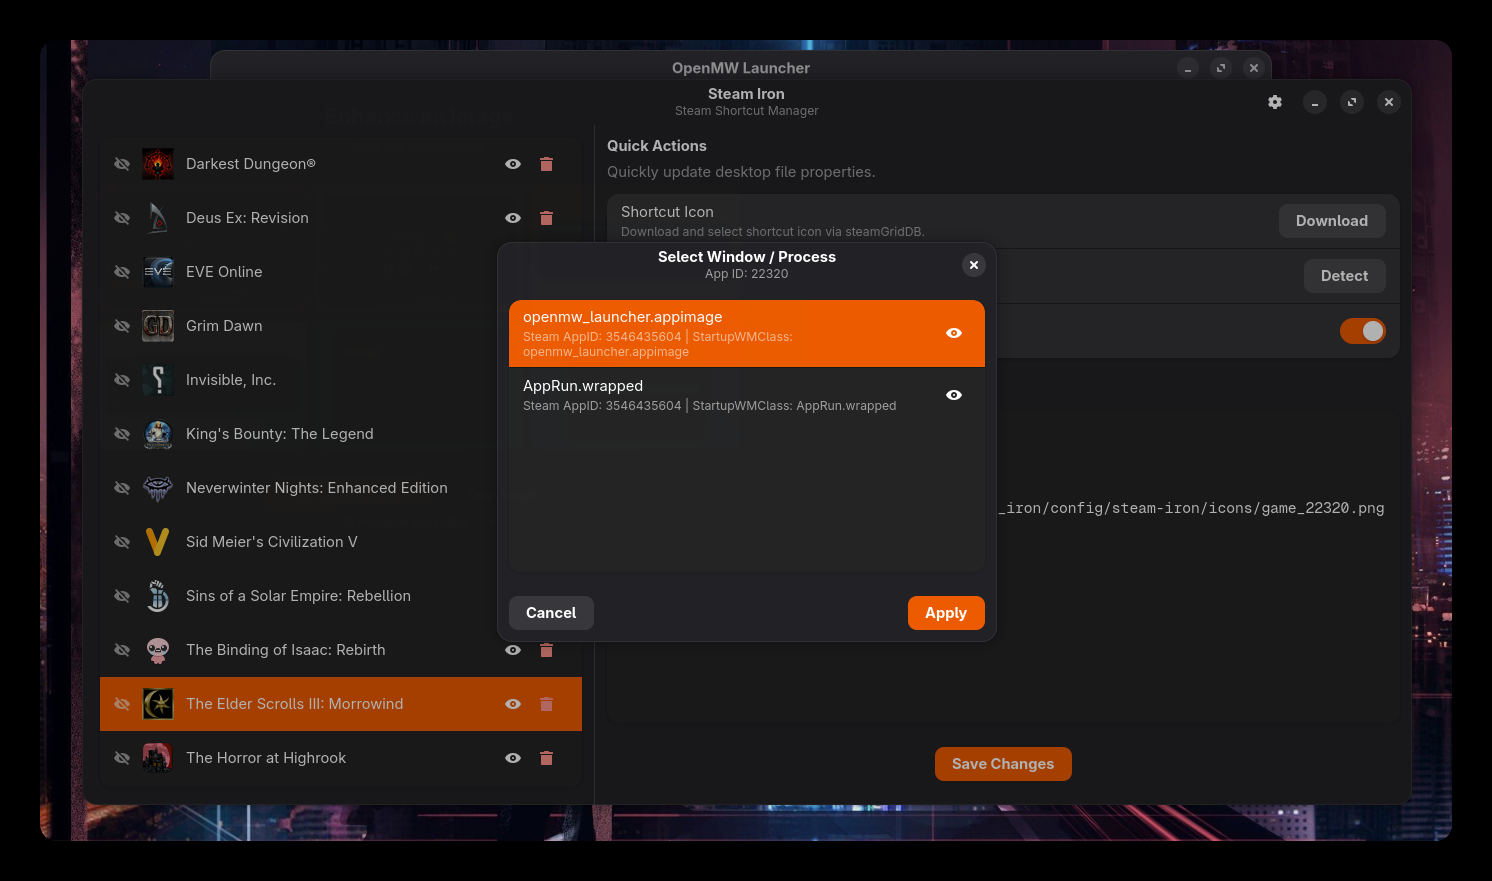 OpenMW Launcher
Steam Iron
Steam Shortcut Manager
Darkest Dungeon®
Deus Ex: Revision
EVE Online
Grim Dawn
Invisible, Inc.
King's Bounty: The Legend
Neverwinter Nights: Enhanced Edition
Sid Meier's Civilization V
Sins of a Solar Empire: Rebellion
The Binding of Isaac: Rebirth
The Elder Scrolls III: Morrowind
The Horror at Highrook
Quick Actions
Quickly update desktop file properties.
Shortcut Icon
Download and select shortcut icon via steamGridDB.
Download
Detect
_iron/config/steam-iron/icons/game_22320.png
Save Changes
Select Window / Process
App ID: 22320
openmw_launcher.appimage
Steam AppID: 3546435604 | StartupWMClass:
openmw_launcher.appimage
AppRun.wrapped
Steam AppID: 3546435604 | StartupWMClass: AppRun.wrapped
Cancel
Apply